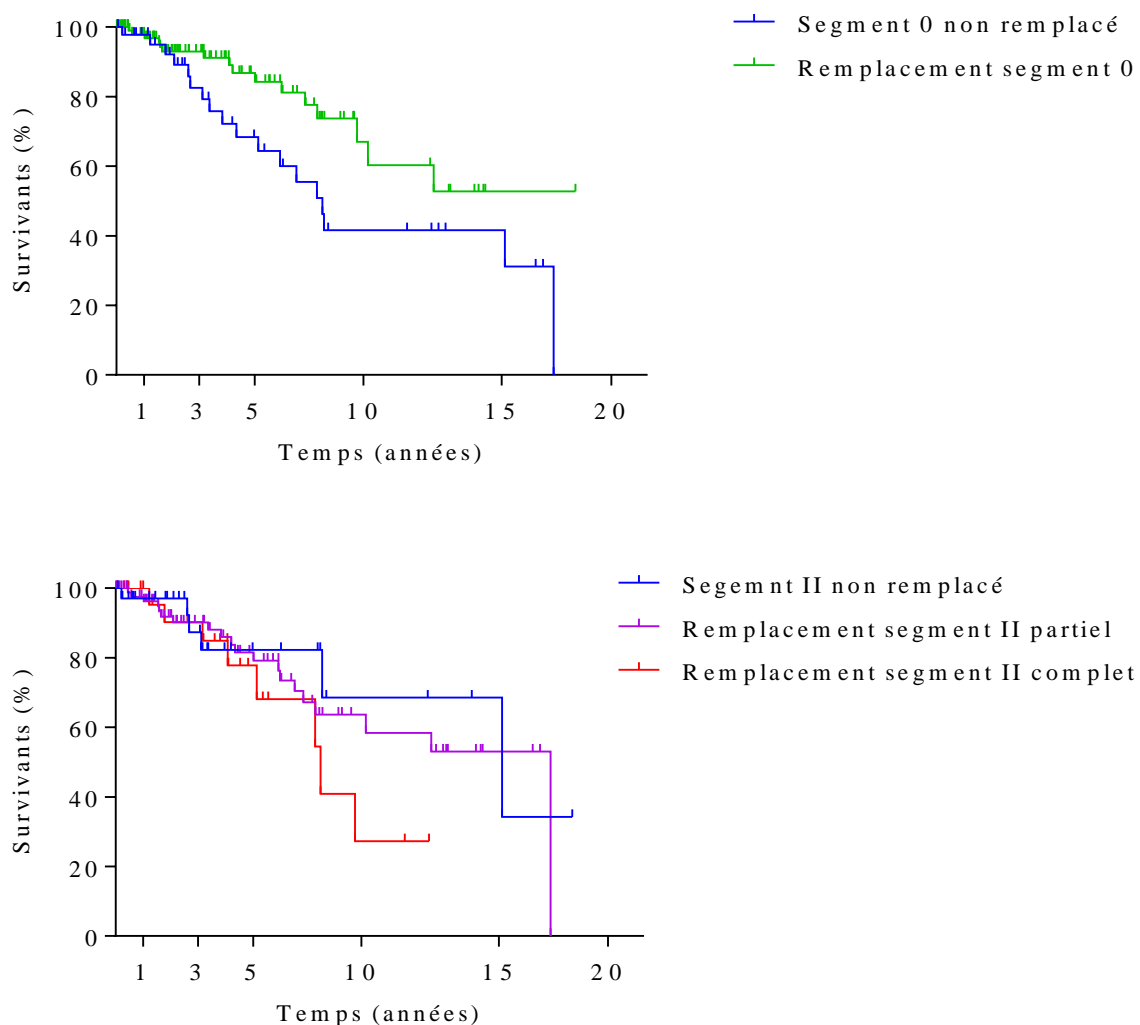 Segment 0 non remplacé
Remplacement segment 0
100
80
60
40
20
0
Survivants (%)
1 3 5 10 15 20
Temps (années)
Segemnt II non remplacé
Remplacement segment II partiel
Remplacement segment II complet
100
80
60
40
20
0
Survivants (%)
1 3 5 10 15 20
Temps (années)